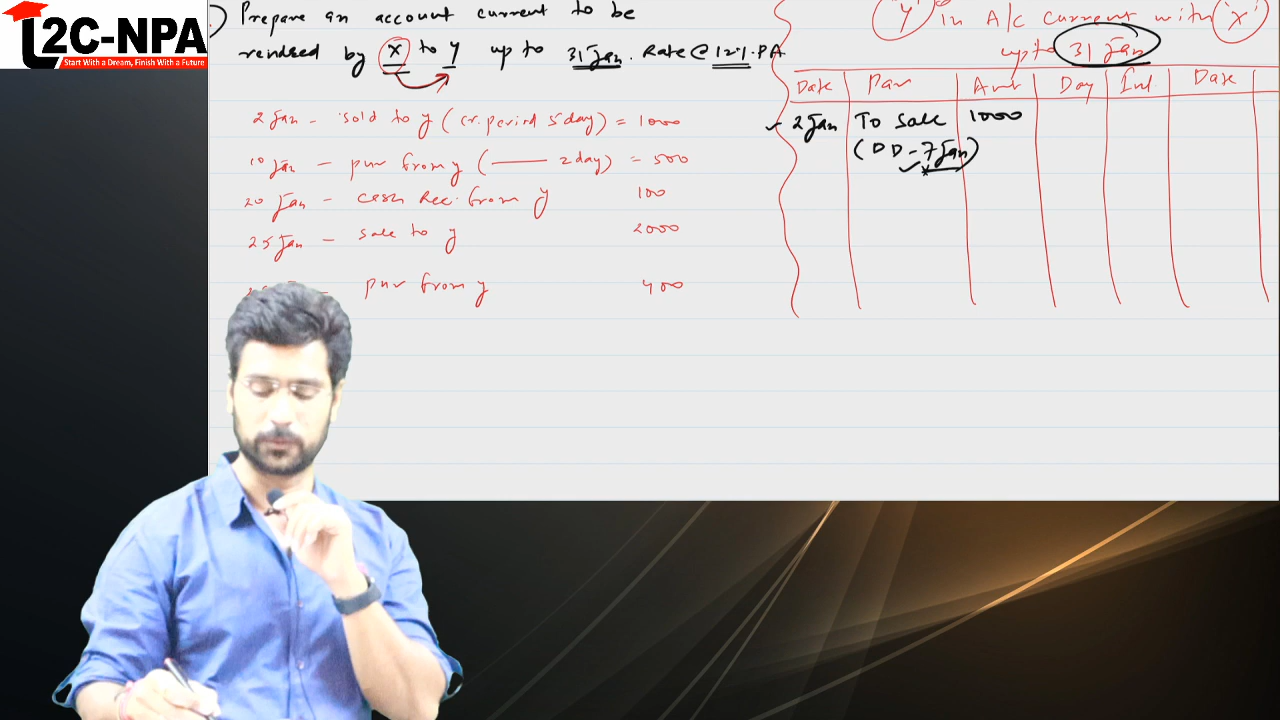 L2C-NPA
Start With a Dream, Finish With a Future
) Prepare an account current to be
rendered by X to y up to 31 Jan. Rate @ 12% PA
2 Jan - sold to y (cr. period 5 day) = 1000
10 Jan - pur from y ( —— 2 day) = 500
20 Jan - cash Rec. from y 100
25 Jan - sale to y 2000
- pur from y 400
'Y' in A/c current with 'X'
up to 31 Jan
Date Par Amt Day Int Date
2 Jan To Sale 1000
(DD - 7 Jan)